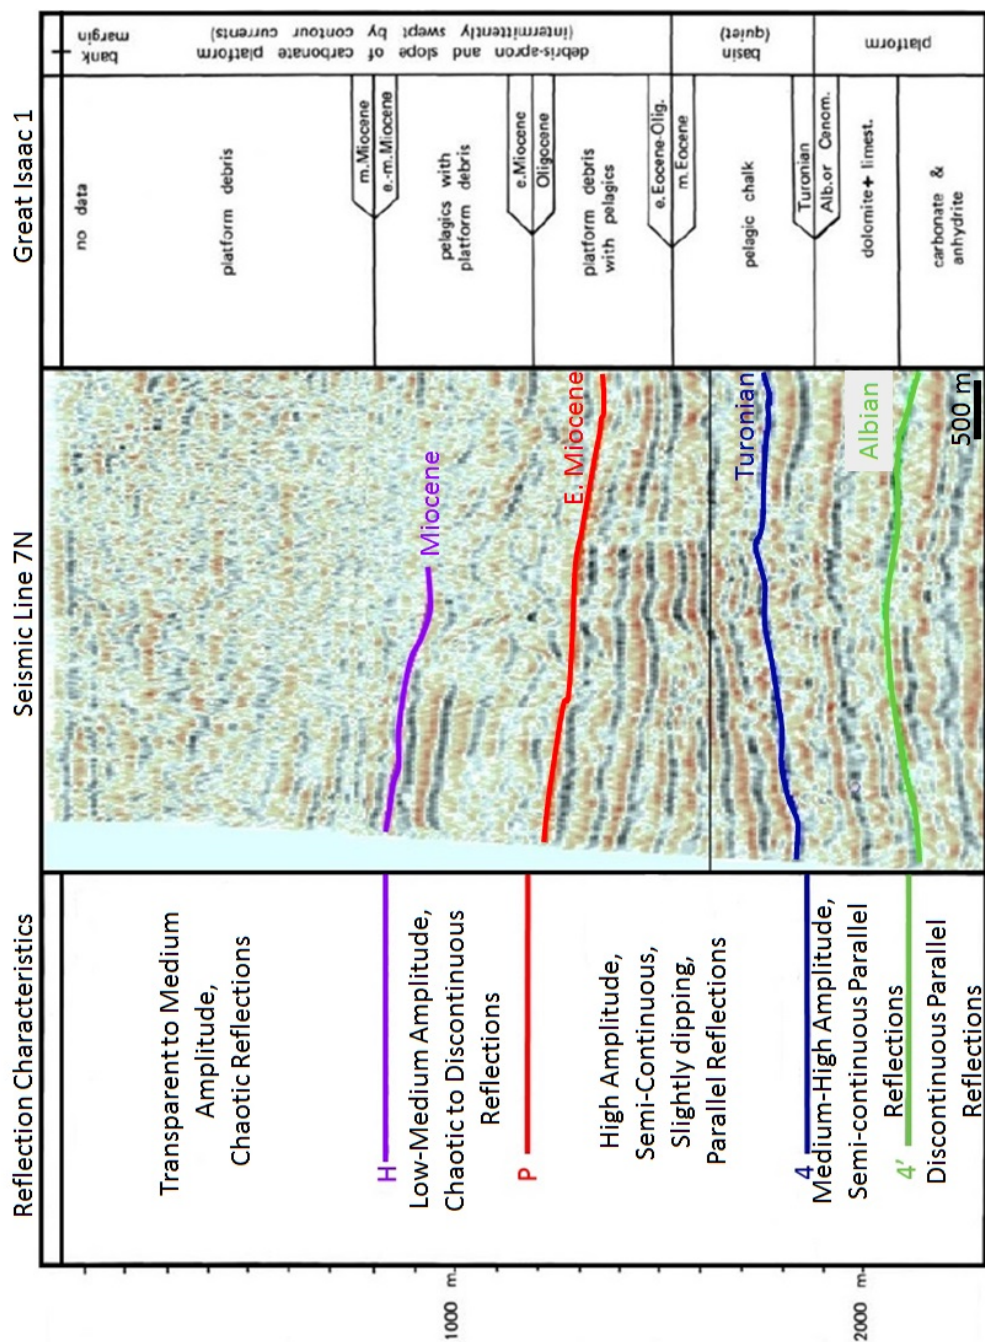 Reflection Characteristics
Seismic Line 7N
Great Isaac 1
Transparent to Medium
Amplitude,
Chaotic Reflections
H
Low-Medium Amplitude,
Chaotic to Discontinuous
Reflections
P
High Amplitude,
Semi-Continuous,
Slightly dipping,
Parallel Reflections
4
Medium-High Amplitude,
Semi-continuous Parallel
Reflections
4'
Discontinuous Parallel
Reflections
1000 m
2000 m
Miocene
E. Miocene
Turonian
Albian
500 m
no data
platform debris
m.Miocene
e.-m.Miocene
pelagics with
platform debris
e.Miocene
Oligocene
platform debris
with pelagics
e.Eocene-Olig.
m.Eocene
pelagic chalk
Turonian
Alb.or Cenom.
dolomite+ limest.
carbonate &
anhydrite
bank
margin
debris-apron and slope of carbonate platform
(intermittently swept by contour currents)
basin
(quiet)
platform